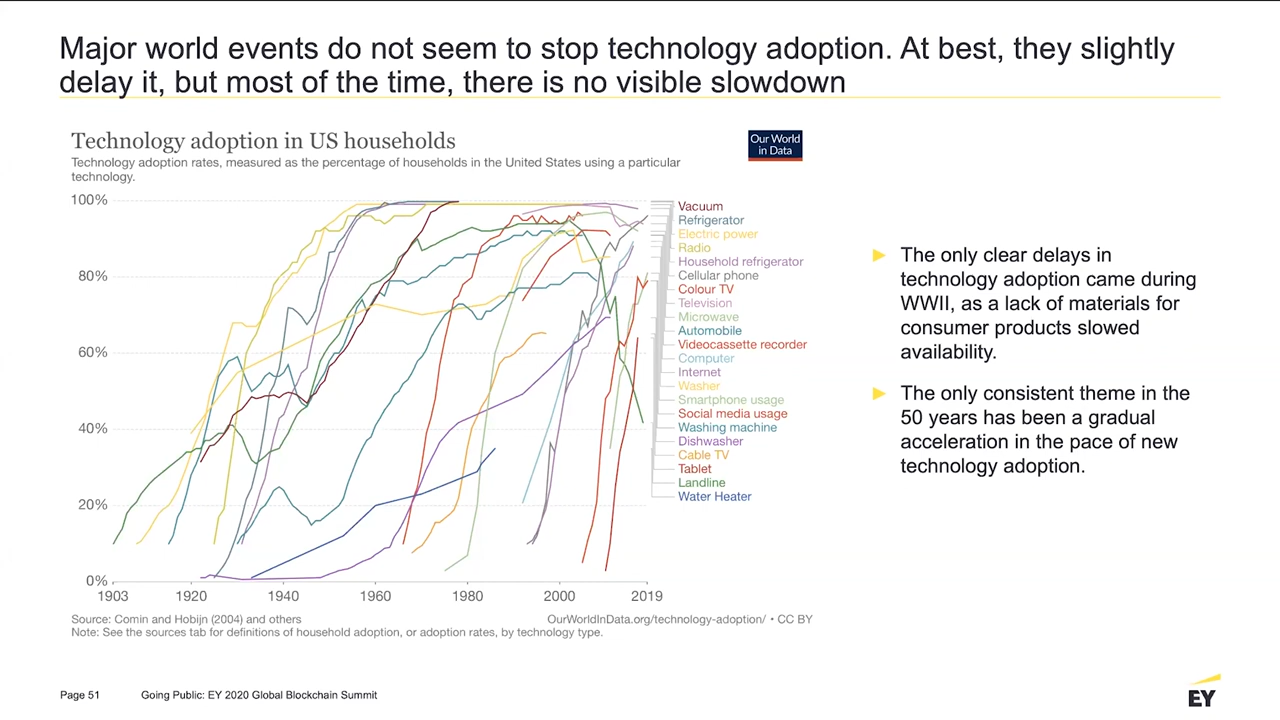 Major world events do not seem to stop technology adoption. At best, they slightly
delay it, but most of the time, there is no visible slowdown
Technology adoption in US households
Technology adoption rates, measured as the percentage of households in the United States using a particular
technology.
Our World
in Data
100%
80%
60%
40%
20%
0%
1903
1920
1940
1960
1980
2000
2019
Vacuum
Refrigerator
Electric power
Radio
Household refrigerator
Cellular phone
Colour TV
Television
Microwave
Automobile
Videocassette recorder
Computer
Internet
Washer
Smartphone usage
Social media usage
Washing machine
Dishwasher
Cable TV
Tablet
Landline
Water Heater
Source: Comin and Hobijn (2004) and others
OurWorldInData.org/technology-adoption/ • CC BY
Note: See the sources tab for definitions of household adoption, or adoption rates, by technology type.
The only clear delays in
technology adoption came during
WWII, as a lack of materials for
consumer products slowed
availability.
The only consistent theme in the
50 years has been a gradual
acceleration in the pace of new
technology adoption.
Page 51
Going Public: EY 2020 Global Blockchain Summit
EY